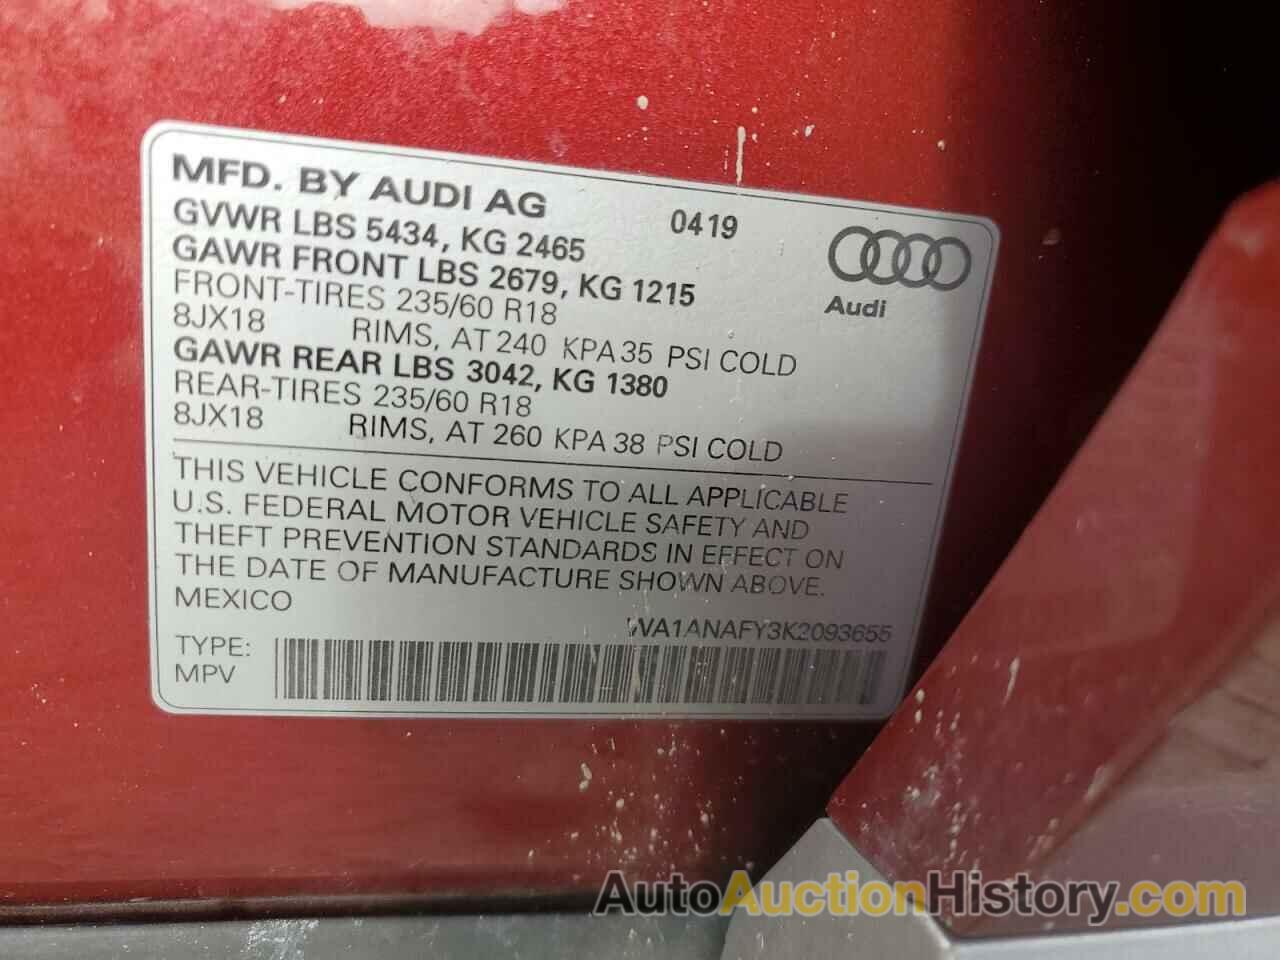 MFD. BY AUDI AG 0419
GVWR LBS 5434, KG 2465
GAWR FRONT LBS 2679, KG 1215
FRONT-TIRES 235/60 R18
8JX18 RIMS, AT 240 KPA 35 PSI COLD
GAWR REAR LBS 3042, KG 1380
REAR-TIRES 235/60 R18
8JX18 RIMS, AT 260 KPA 38 PSI COLD
Audi
THIS VEHICLE CONFORMS TO ALL APPLICABLE
U.S. FEDERAL MOTOR VEHICLE SAFETY AND
THEFT PREVENTION STANDARDS IN EFFECT ON
THE DATE OF MANUFACTURE SHOWN ABOVE.
MEXICO
WA1ANAFY3K2093655
TYPE:
MPV
AutoAuctionHistory.com